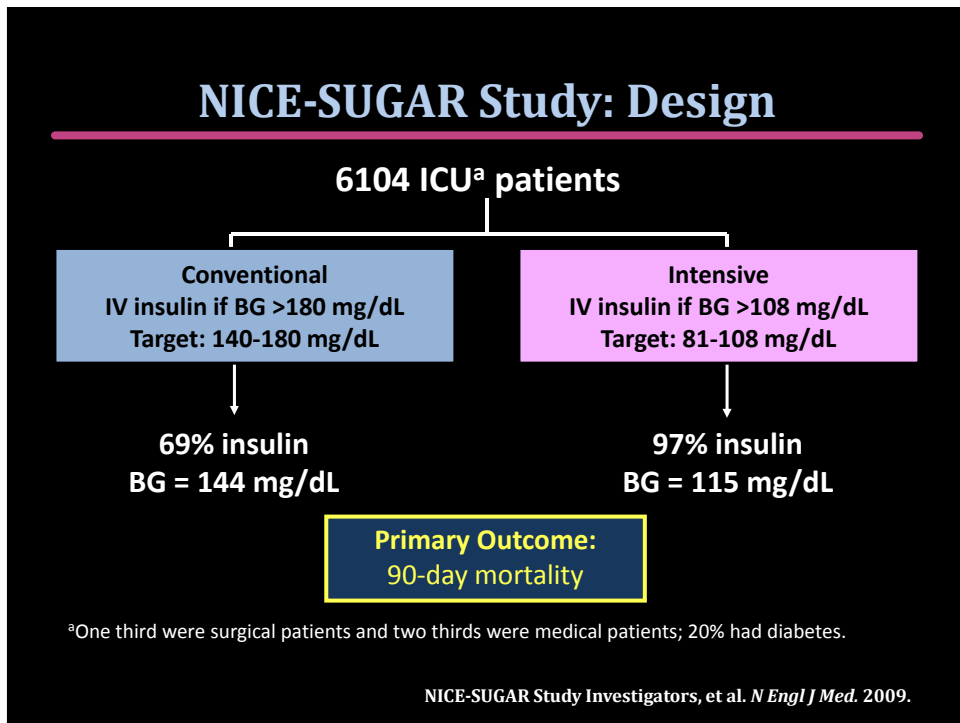 NICE-SUGAR Study: Design
6104 ICUᵃ patients
Conventional
IV insulin if BG >180 mg/dL
Target: 140-180 mg/dL
Intensive
IV insulin if BG >108 mg/dL
Target: 81-108 mg/dL
69% insulin
BG = 144 mg/dL
97% insulin
BG = 115 mg/dL
Primary Outcome:
90-day mortality
ᵃOne third were surgical patients and two thirds were medical patients; 20% had diabetes.
NICE-SUGAR Study Investigators, et al. N Engl J Med. 2009.